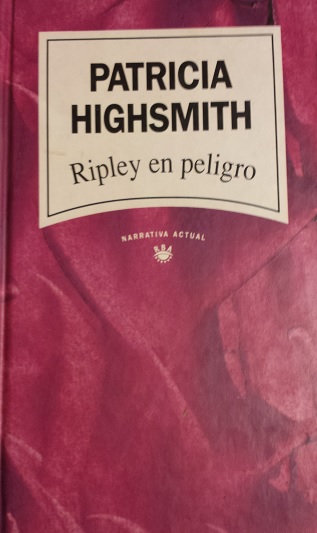 PATRICIA
HIGHSMITH
Ripley en peligro
NARRATIVA ACTUAL
RBA